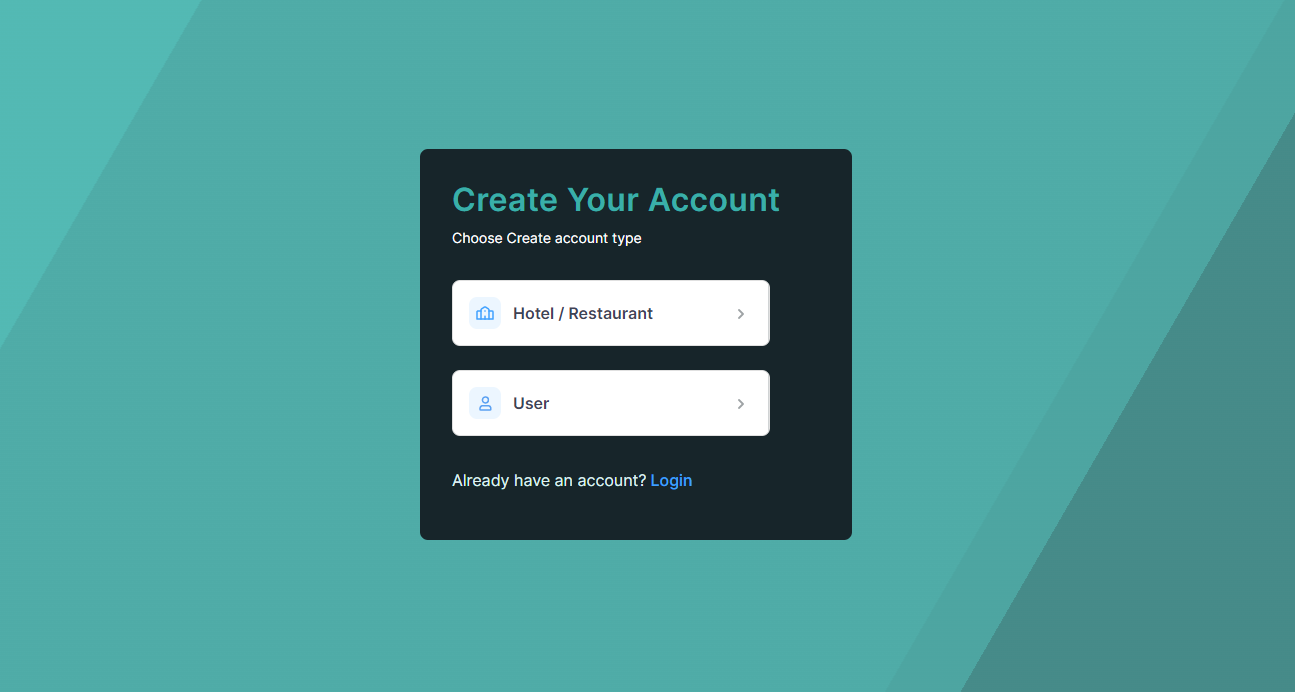 Create Your Account
Choose Create account type
Hotel / Restaurant
User
Already have an account? Login